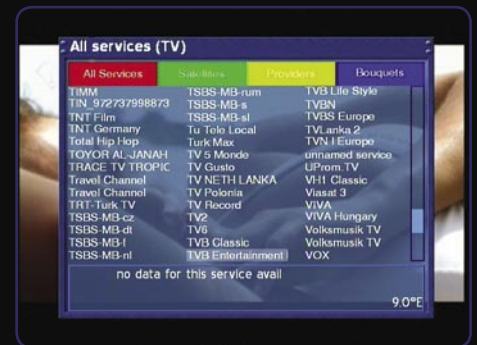 All services (TV)
All Services Satellites Providers Bouquets
TIMM
TIN_972737998873
TNT Film
TNT Germany
Total Hip Hop
TOYOR AL-JANAH
TRACE TV TROPIC
Travel Channel
Travel Channel
TRT-Turk TV
TSBS-MB-cz
TSBS-MB-dt
TSBS-MB-f
TSBS-MB-nl
TSBS-MB-rum
TSBS-MB-s
TSBS-MB-sl
Tu Tele Local
Turk Max
TV 5 Monde
TV Gusto
TV NETH LANKA
TV Polonia
TV Record
TV2
TV6
TVB Classic
TVB Entertainment
TVB Life Style
TVBN
TVBS Europe
TVLanka 2
TVN I Europe
unnamed service
UProm.TV
VH1 Classic
Viasat 3
VIVA
VIVA Hungary
Volksmusik TV
Volksmusik TV
VOX
no data for this service avail
9.0°E